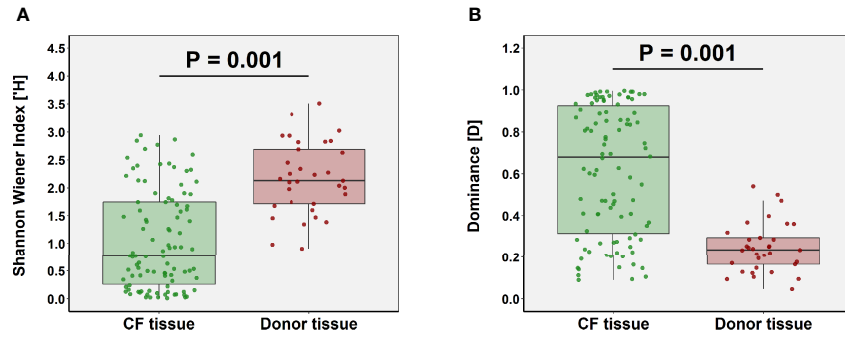 A
Shannon Wiener Index ['H]
4.5
4.0
3.5
3.0
2.5
2.0
1.5
1.0
0.5
0.0
P = 0.001
CF tissue Donor tissue
B
Dominance [D]
1.2
1.0
0.8
0.6
0.4
0.2
0.0
P = 0.001
CF tissue Donor tissue